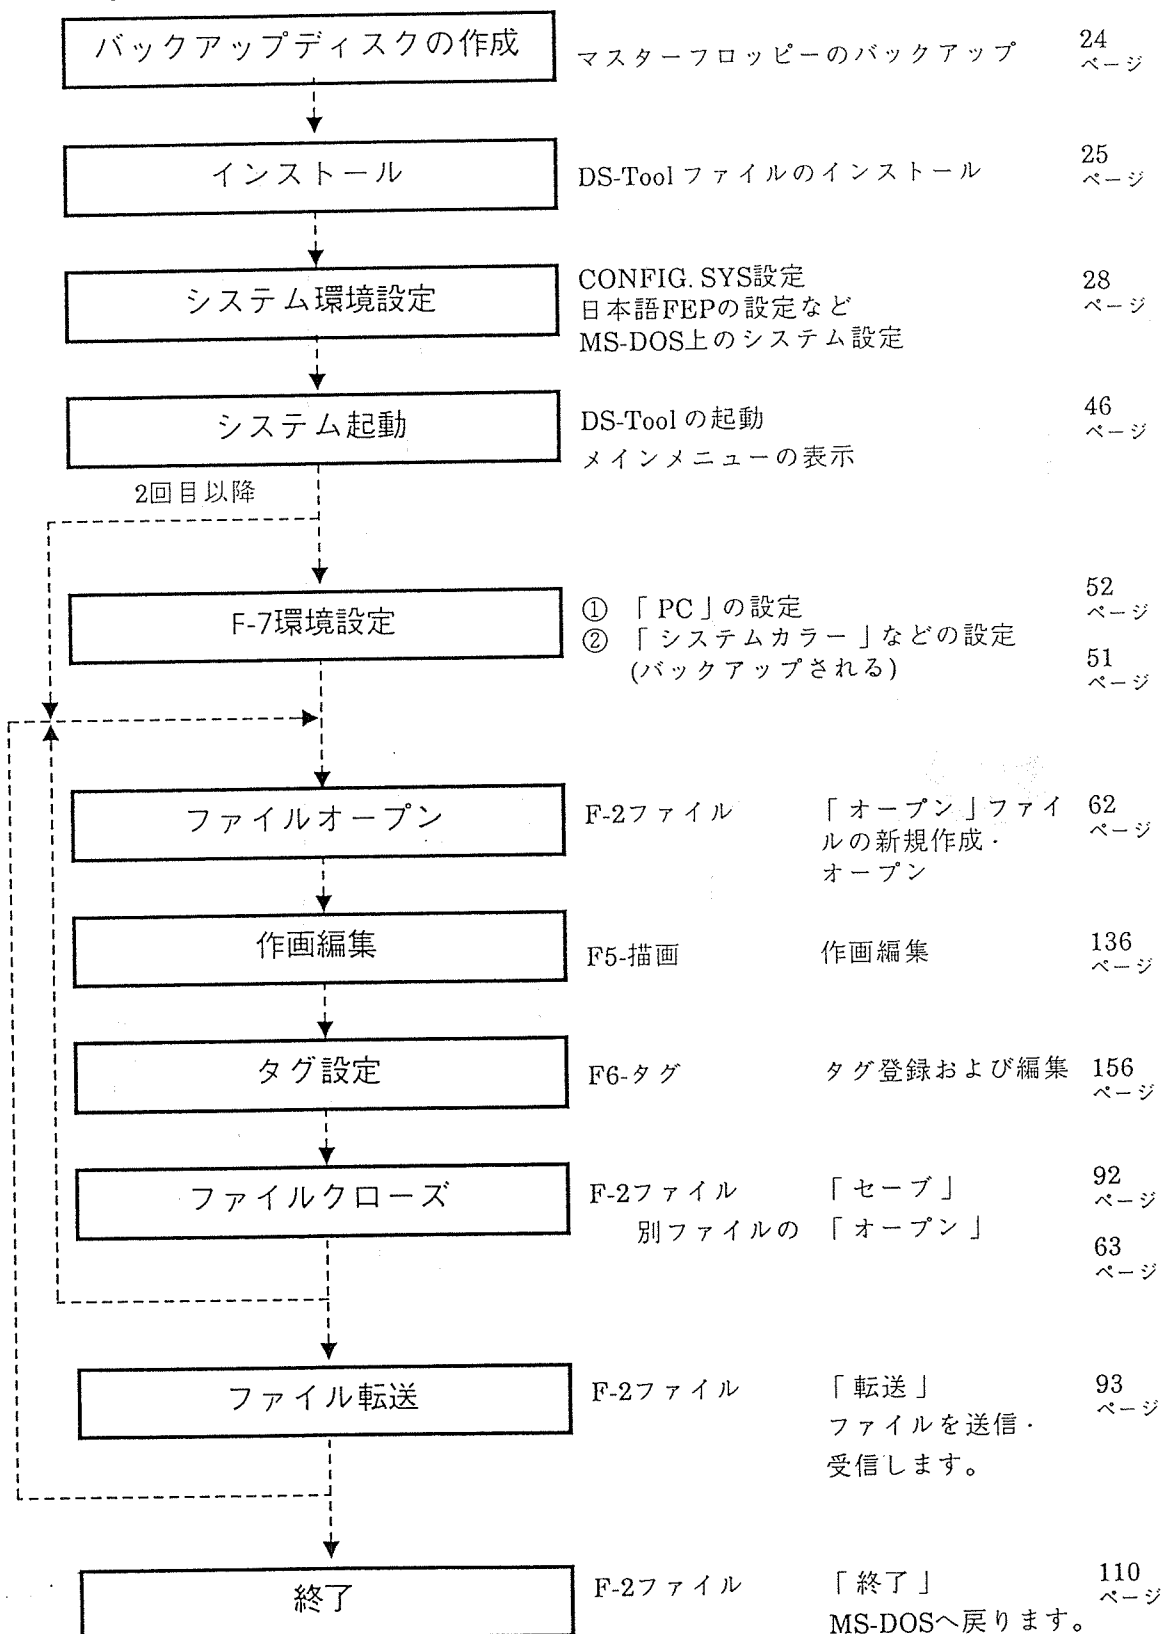 バックアップディスクの作成
マスターフロッピーのバックアップ
24
ページ
インストール
DS-Tool ファイルのインストール
25
ページ
システム環境設定
CONFIG. SYS設定
日本語FEPの設定など
MS-DOS上のシステム設定
28
ページ
システム起動
DS-Tool の起動
メインメニューの表示
46
ページ
2回目以降
F-7環境設定
① 「PC」の設定
② 「システムカラー」などの設定
(バックアップされる)
52
ページ
51
ページ
ファイルオープン
F-2ファイル
「オープン」ファイ
ルの新規作成・
オープン
62
ページ
作画編集
F5-描画
作画編集
136
ページ
タグ設定
F6-タグ
タグ登録および編集
156
ページ
ファイルクローズ
F-2ファイル 「セーブ」
別ファイルの 「オープン」
92
ページ
63
ページ
ファイル転送
F-2ファイル
「転送」
ファイルを送信・
受信します。
93
ページ
終了
F-2ファイル
「終了」
MS-DOSへ戻ります。
110
ページ